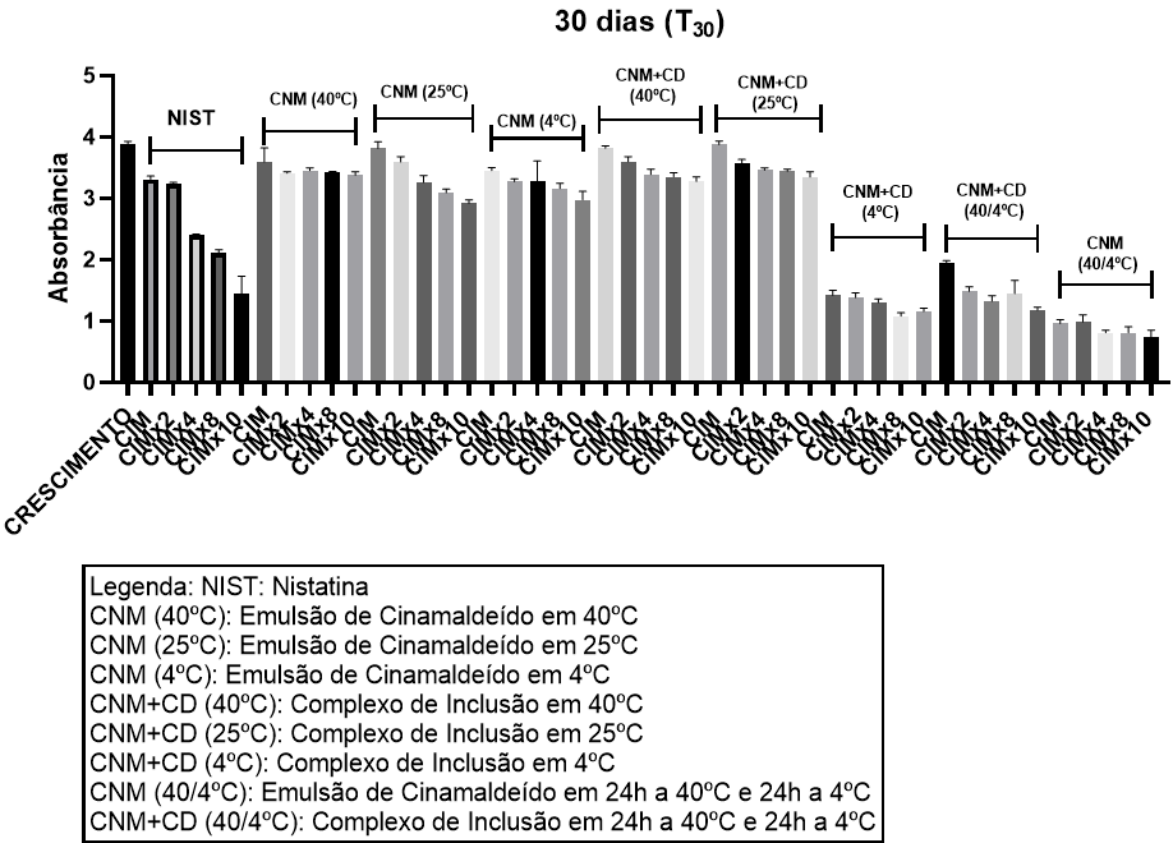 30 dias (T30)
Absorbância
5
4
3
2
1
0
NIST
CNM (40ºC)
CNM (25ºC)
CNM (4ºC)
CNM+CD
(40ºC)
CNM+CD
(25ºC)
CNM+CD
(4ºC)
CNM+CD
(40/4ºC)
CNM
(40/4ºC)
CRESCIMENTO
CIM
CIMx2
CIMx4
CIMx8
CIMx10
CIM
CIMx2
CIMx4
CIMx8
CIMx10
CIM
CIMx2
CIMx4
CIMx8
CIMx10
CIM
CIMx2
CIMx4
CIMx8
CIMx10
CIM
CIMx2
CIMx4
CIMx8
CIMx10
CIM
CIMx2
CIMx4
CIMx8
CIMx10
CIM
CIMx2
CIMx4
CIMx8
CIMx10
CIM
CIMx2
CIMx4
CIMx8
CIMx10
CIM
CIMx2
CIMx4
CIMx8
CIMx10
Legenda: NIST: Nistatina
CNM (40ºC): Emulsão de Cinamaldeído em 40ºC
CNM (25ºC): Emulsão de Cinamaldeído em 25ºC
CNM (4ºC): Emulsão de Cinamaldeído em 4ºC
CNM+CD (40ºC): Complexo de Inclusão em 40ºC
CNM+CD (25ºC): Complexo de Inclusão em 25ºC
CNM+CD (4ºC): Complexo de Inclusão em 4ºC
CNM (40/4ºC): Emulsão de Cinamaldeído em 24h a 40ºC e 24h a 4ºC
CNM+CD (40/4ºC): Complexo de Inclusão em 24h a 40ºC e 24h a 4ºC